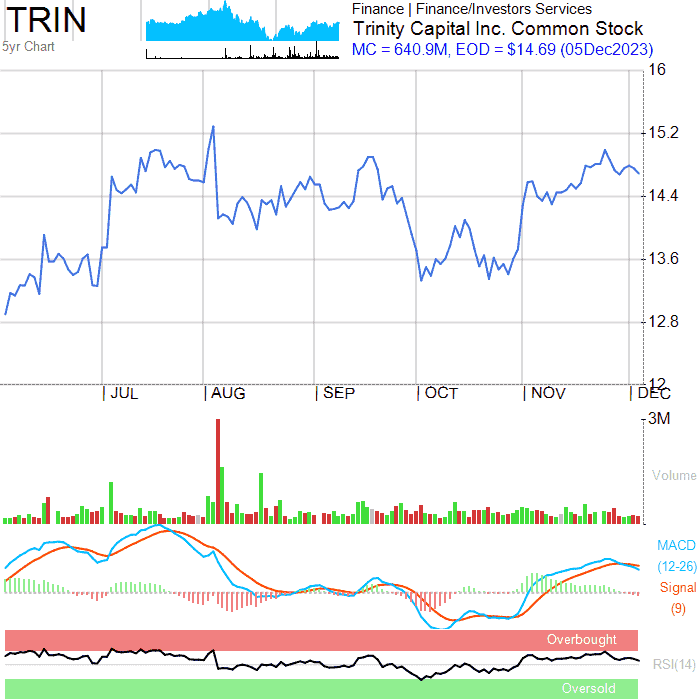 TRIN
5yr Chart
Finance | Finance/Investors Services
Trinity Capital Inc. Common Stock
MC = 640.9M, EOD = $14.69 (05Dec2023)
16
15.2
14.4
13.6
12.8
12
JUL
AUG
SEP
OCT
NOV
DEC
3M
Volume
MACD
(12-26)
Signal
(9)
Overbought
RSI(14)
Oversold